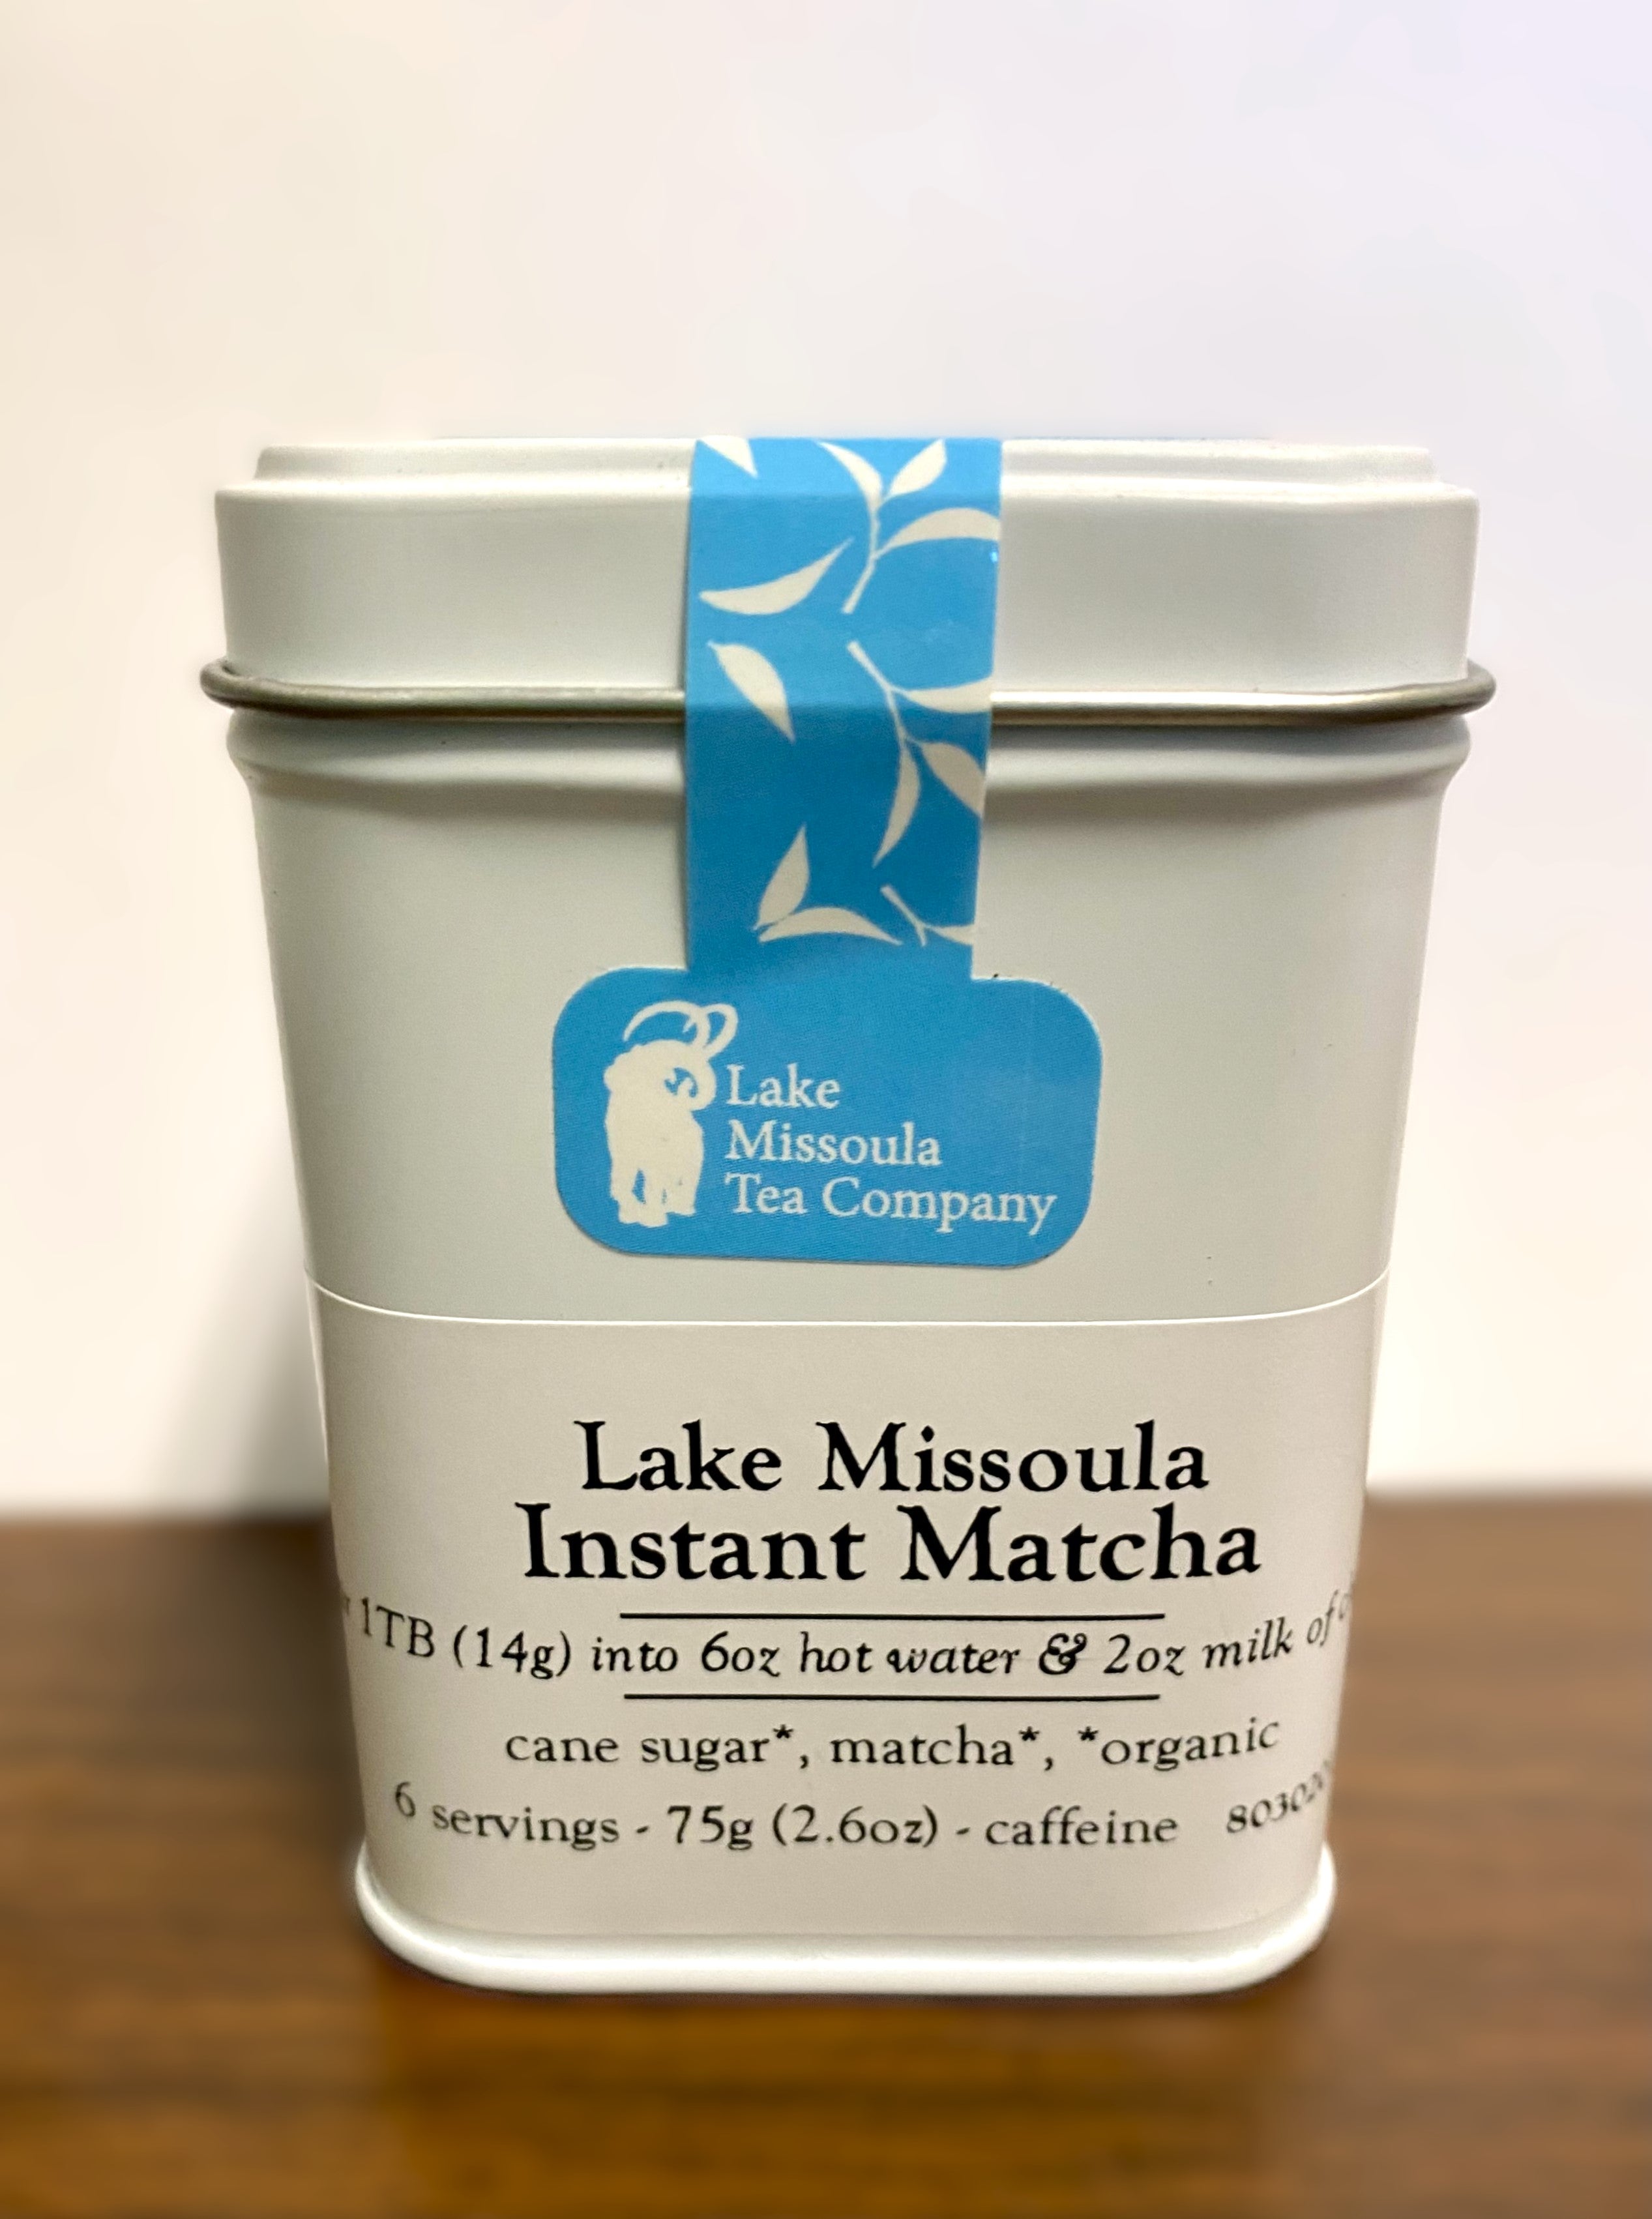 Lake
Missoula
Tea Company
Lake Missoula
Instant Matcha
1TB (14g) into 6oz hot water & 2oz milk of
cane sugar*, matcha*, *organic
6 servings - 75g (2.6oz) - caffeine